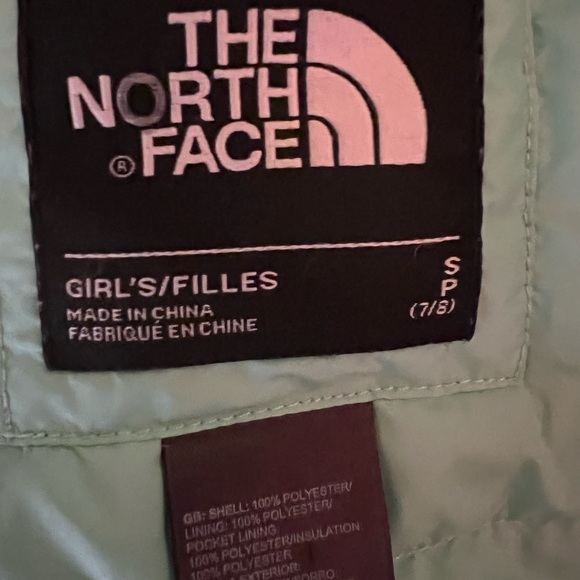 THE
NORTH
® FACE
GIRL'S/FILLES
MADE IN CHINA
FABRIQUÉ EN CHINE
S
P
(7/8)
GB: SHELL: 100% POLYESTER/
LINING: 100% POLYESTER/
POCKET LINING:
100% POLYESTER/INSULATION:
100% POLYESTER
EXTERIOR: